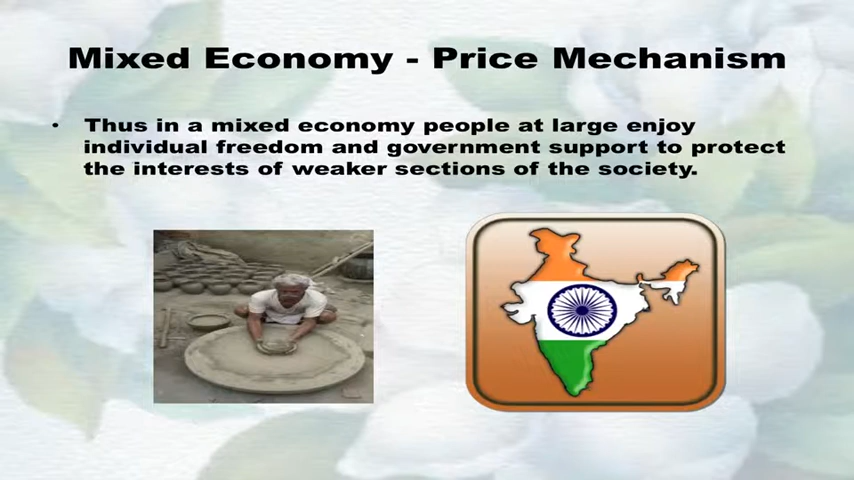 Mixed Economy - Price Mechanism
• Thus in a mixed economy people at large enjoy
individual freedom and government support to protect
the interests of weaker sections of the society.